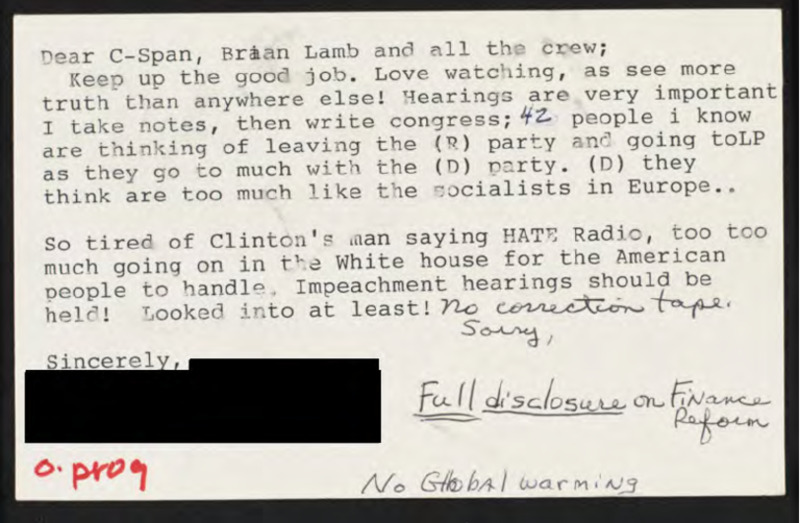 Dear C-Span, Brian Lamb and all the crew;
Keep up the good job. Love watching, as see more
truth than anywhere else! Hearings are very important
I take notes, then write congress; 42 people i know
are thinking of leaving the (R) party and going toLP
as they go to much with the (D) party. (D) they
think are too much like the socialists in Europe..
So tired of Clinton's man saying HATE Radio, too too
much going on in the White house for the American
people to handle. Impeachment hearings should be
held! Looked into at least! No correction tape.
Sorry,
Sincerely,
Full disclosure on Finance
Reform
o. prog
No Global warming